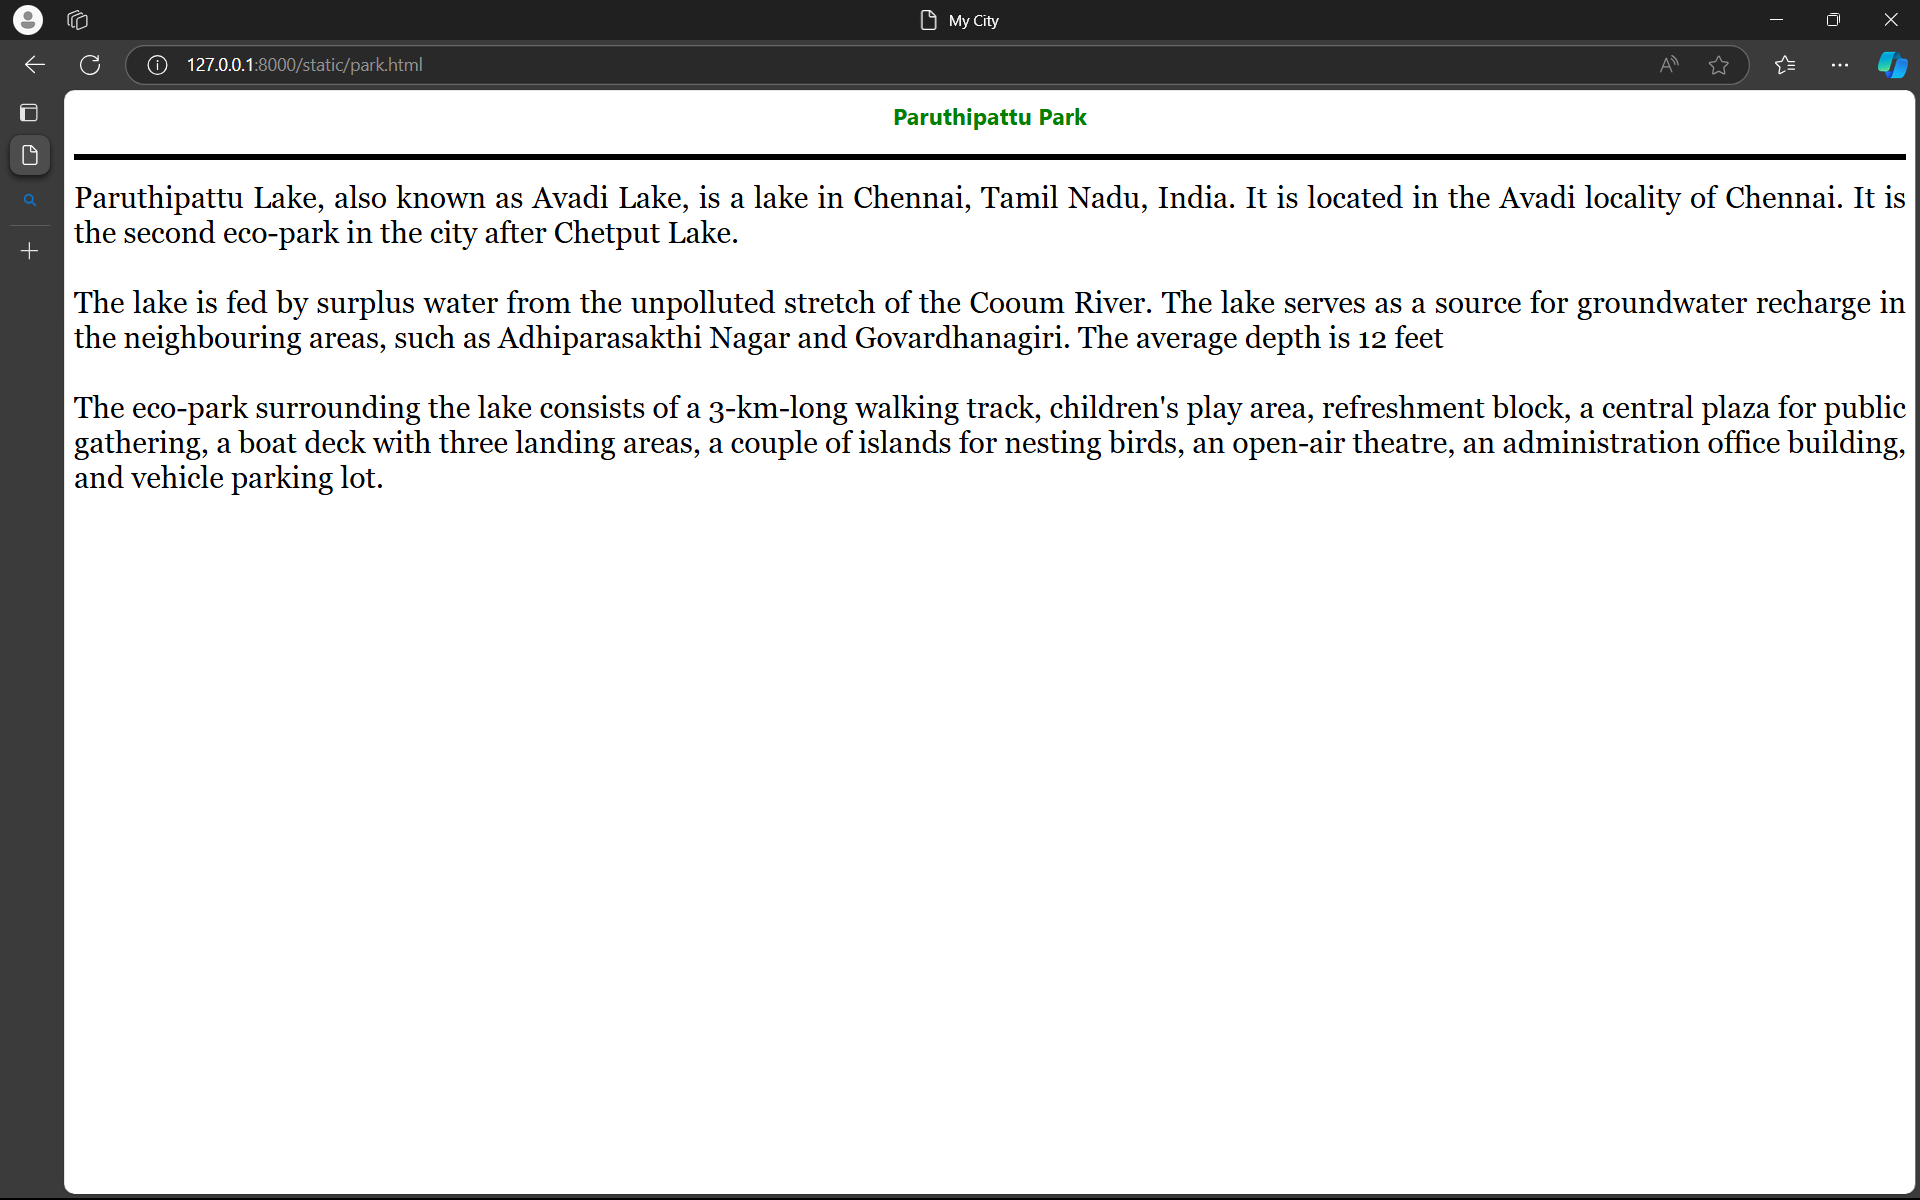 My City
127.0.0.1:8000/static/park.html
Paruthipattu Park
Paruthipattu Lake, also known as Avadi Lake, is a lake in Chennai, Tamil Nadu, India. It is located in the Avadi locality of Chennai. It is
the second eco-park in the city after Chetput Lake.
The lake is fed by surplus water from the unpolluted stretch of the Cooum River. The lake serves as a source for groundwater recharge in
the neighbouring areas, such as Adhiparasakthi Nagar and Govardhanagiri. The average depth is 12 feet
The eco-park surrounding the lake consists of a 3-km-long walking track, children's play area, refreshment block, a central plaza for public
gathering, a boat deck with three landing areas, a couple of islands for nesting birds, an open-air theatre, an administration office building,
and vehicle parking lot.